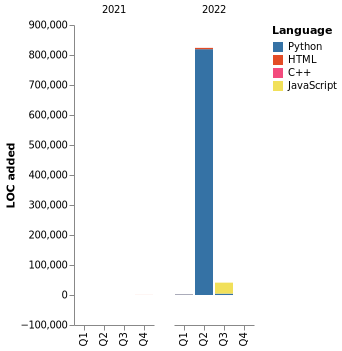 2021
2022
900,000
800,000
700,000
600,000
500,000
400,000
300,000
200,000
100,000
0
−100,000
LOC added
Q1
Q2
Q3
Q4
Q1
Q2
Q3
Q4
Language
Python
HTML
C++
JavaScript